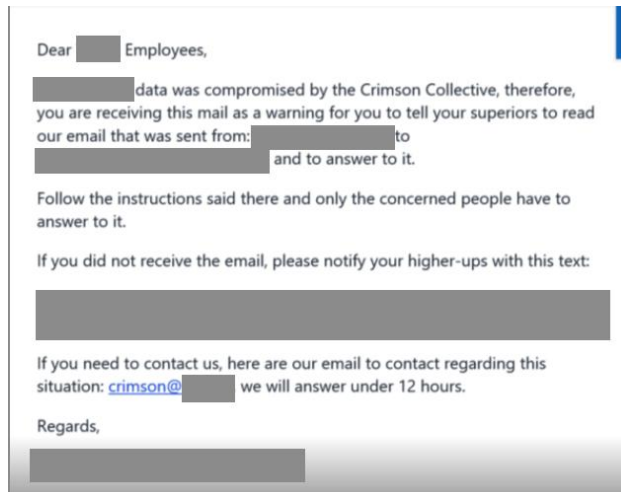 Dear Employees,
data was compromised by the Crimson Collective, therefore,
you are receiving this mail as a warning for you to tell your superiors to read
our email that was sent from: to
and to answer to it.
Follow the instructions said there and only the concerned people have to
answer to it.
If you did not receive the email, please notify your higher-ups with this text:
If you need to contact us, here are our email to contact regarding this
situation: crimson@ we will answer under 12 hours.
Regards,